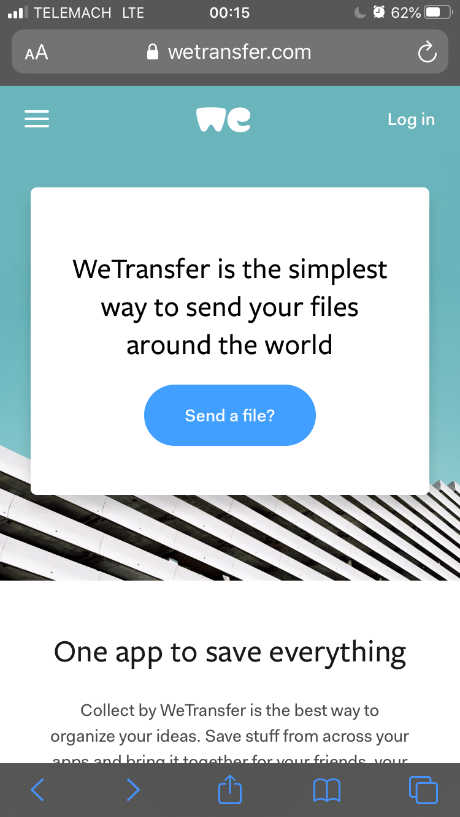 TELEMACH LTE 00:15 62%
AA wetransfer.com
we Log in
WeTransfer is the simplest
way to send your files
around the world
Send a file?
One app to save everything
Collect by WeTransfer is the best way to
organize your ideas. Save stuff from across your
apps and bring it together for your friends, your